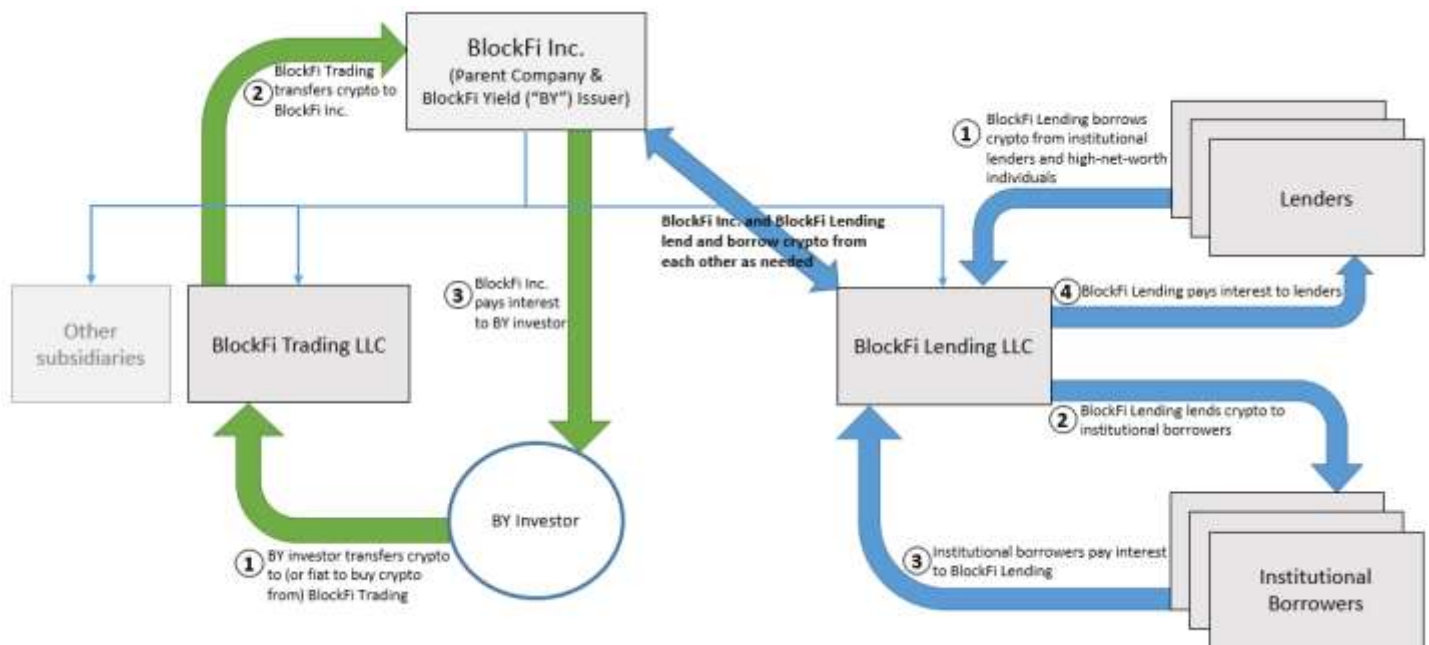 BlockFi Inc.
(Parent Company &
BlockFi Yield ("BY") Issuer)
② BlockFi Trading
transfers crypto to
BlockFi Inc.
① BlockFi Lending borrows
crypto from institutional
lenders and high-net-worth
individuals
Lenders
BlockFi Inc. and BlockFi Lending
lend and borrow crypto from
each other as needed
③ BlockFi Inc.
pays interest
to BY investor
④ BlockFi Lending pays interest to lenders
Other
subsidiaries
BlockFi Trading LLC
BlockFi Lending LLC
② BlockFi Lending lends crypto to
institutional borrowers
BY Investor
① BY investor transfers crypto
to (or fiat to buy crypto
from) BlockFi Trading
③ Institutional borrowers pay interest
to BlockFi Lending
Institutional
Borrowers